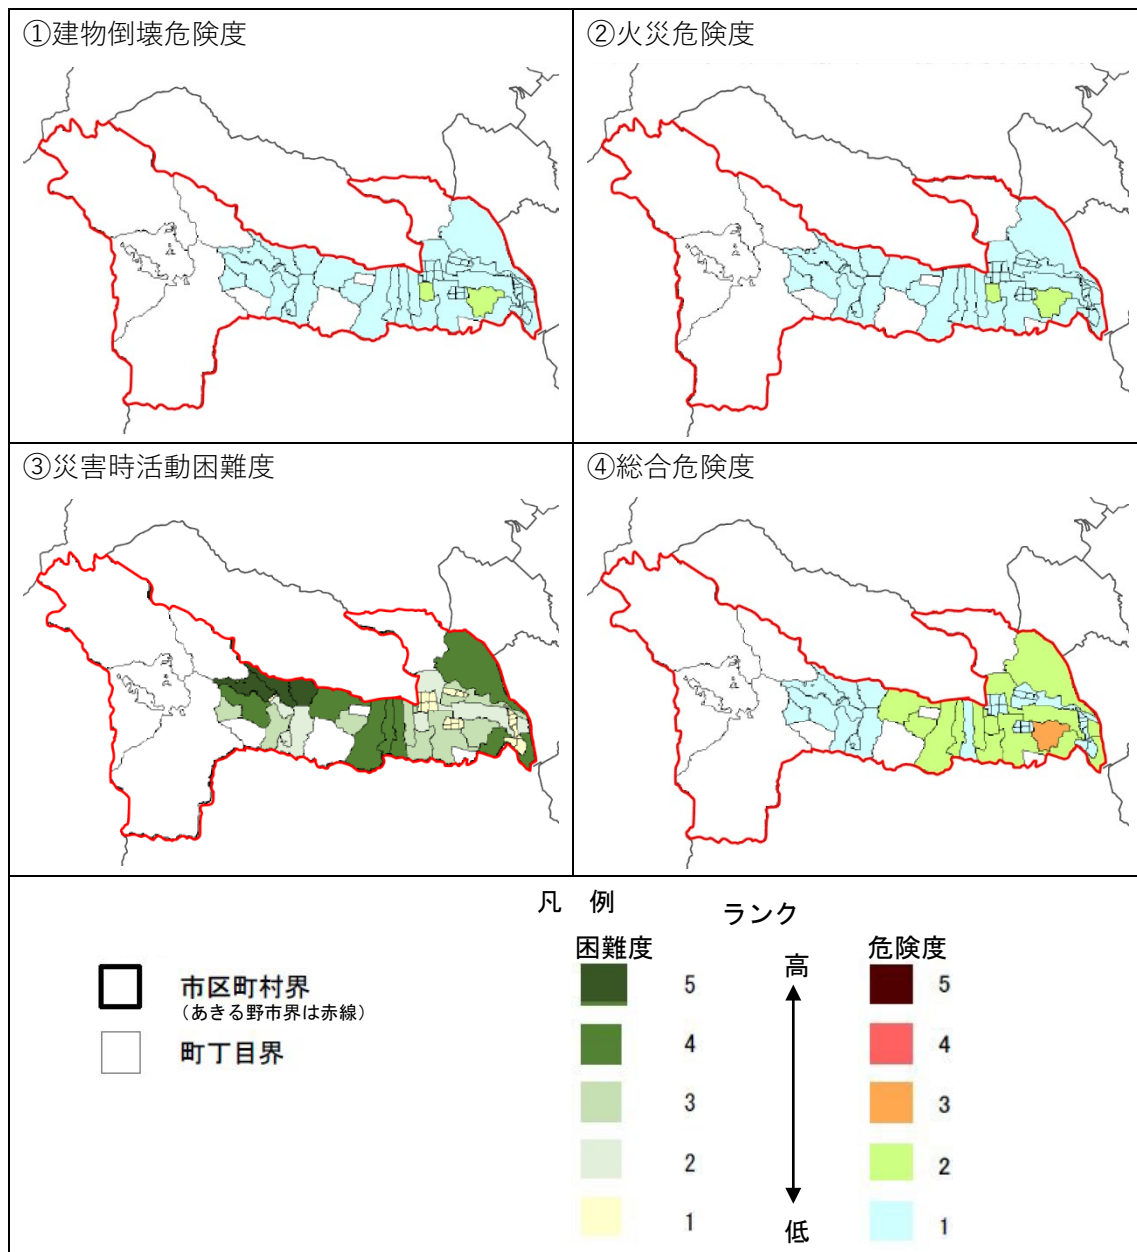 ①建物倒壊危険度
②火災危険度
③災害時活動困難度
④総合危険度
凡　例
ランク
困難度
危険度
市区町村界
（あきる野市界は赤線）
町丁目界
高
低
5
4
3
2
1
5
4
3
2
1